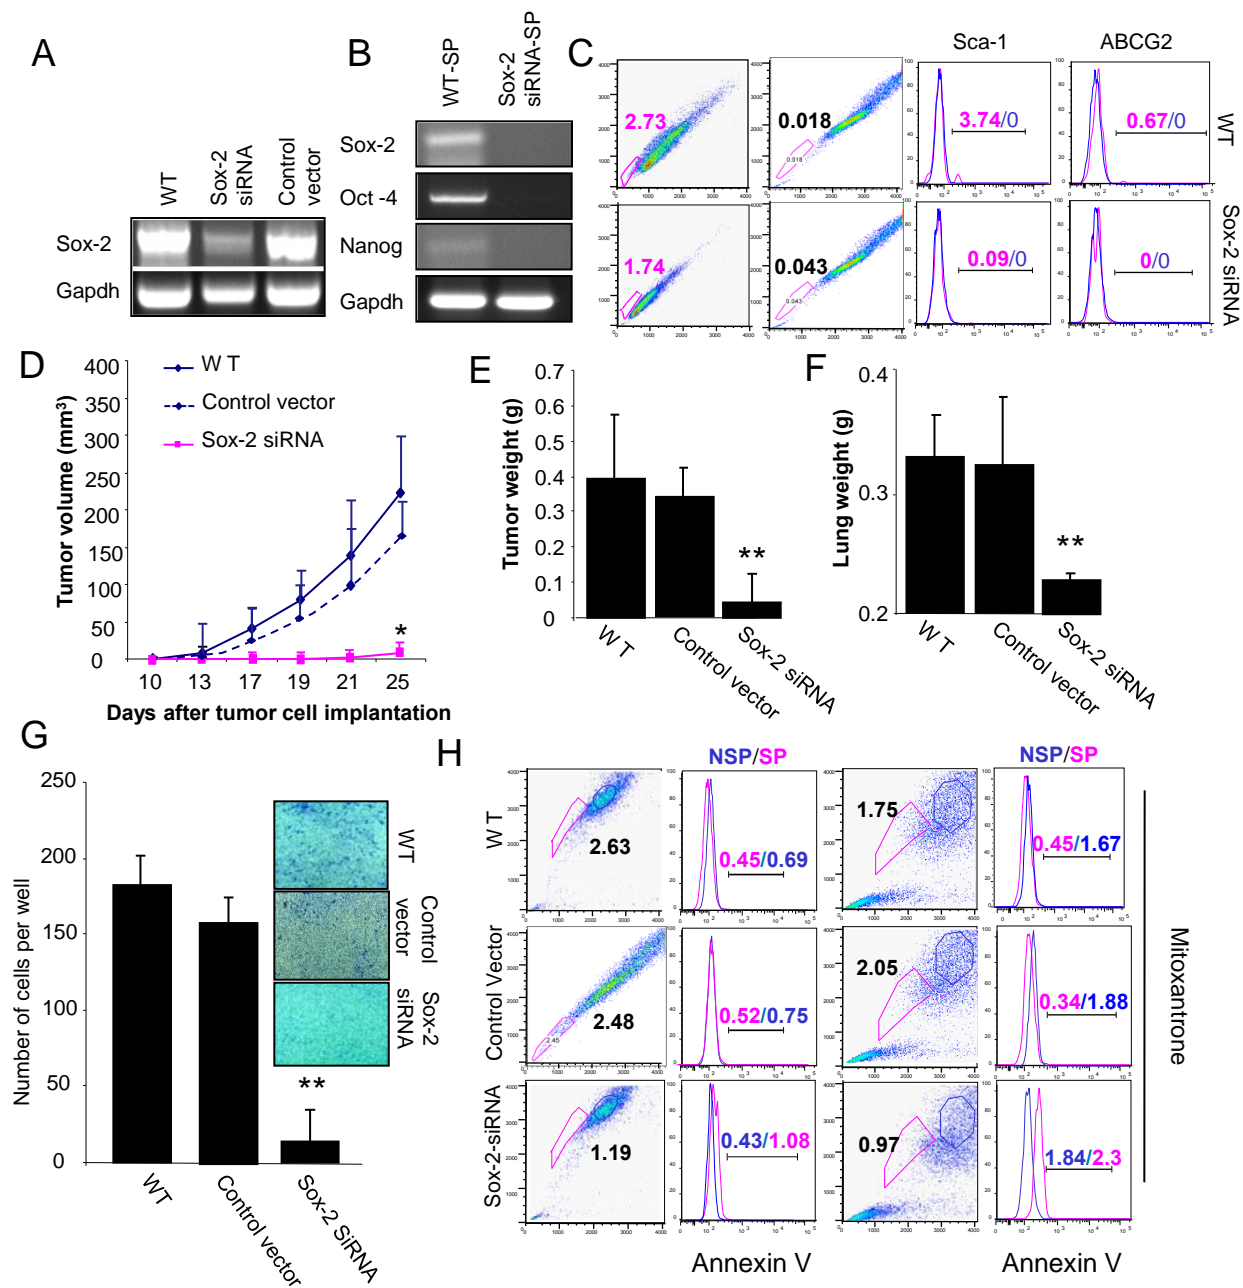 A
WT
Sox-2
siRNA
Control
vector
Sox-2
Gapdh
B
WT-SP
Sox-2
siRNA-SP
Sox-2
Oct -4
Nanog
Gapdh
C
Sca-1
ABCG2
2.73
0.018
0.018
3.74/0
0.67/0
WT
1.74
0.043
0.043
0.09/0
0/0
Sox-2 siRNA
D
400
350
300
250
200
150
100
50
0
Tumor volume (mm³)
W T
Control vector
Sox-2 siRNA
*
10 13 17 19 21 25
Days after tumor cell implantation
E
0.7
0.6
0.5
0.4
0.3
0.2
0.1
0
Tumor weight (g)
**
W T
Control vector
Sox-2 siRNA
F
0.4
0.3
0.2
Lung weight (g)
**
W T
Control vector
Sox-2 siRNA
G
250
200
150
100
50
0
Number of cells per well
**
WT
Control vector
Sox-2 SiRNA
WT
Control
vector
Sox-2
siRNA
H
NSP/SP
NSP/SP
W T
2.63
0.45/0.69
1.75
0.45/1.67
Control Vector
2.48
2.45
0.52/0.75
2.05
0.34/1.88
Sox-2-siRNA
1.19
0.43/1.08
0.97
1.84/2.3
Mitoxantrone
Annexin V
Annexin V